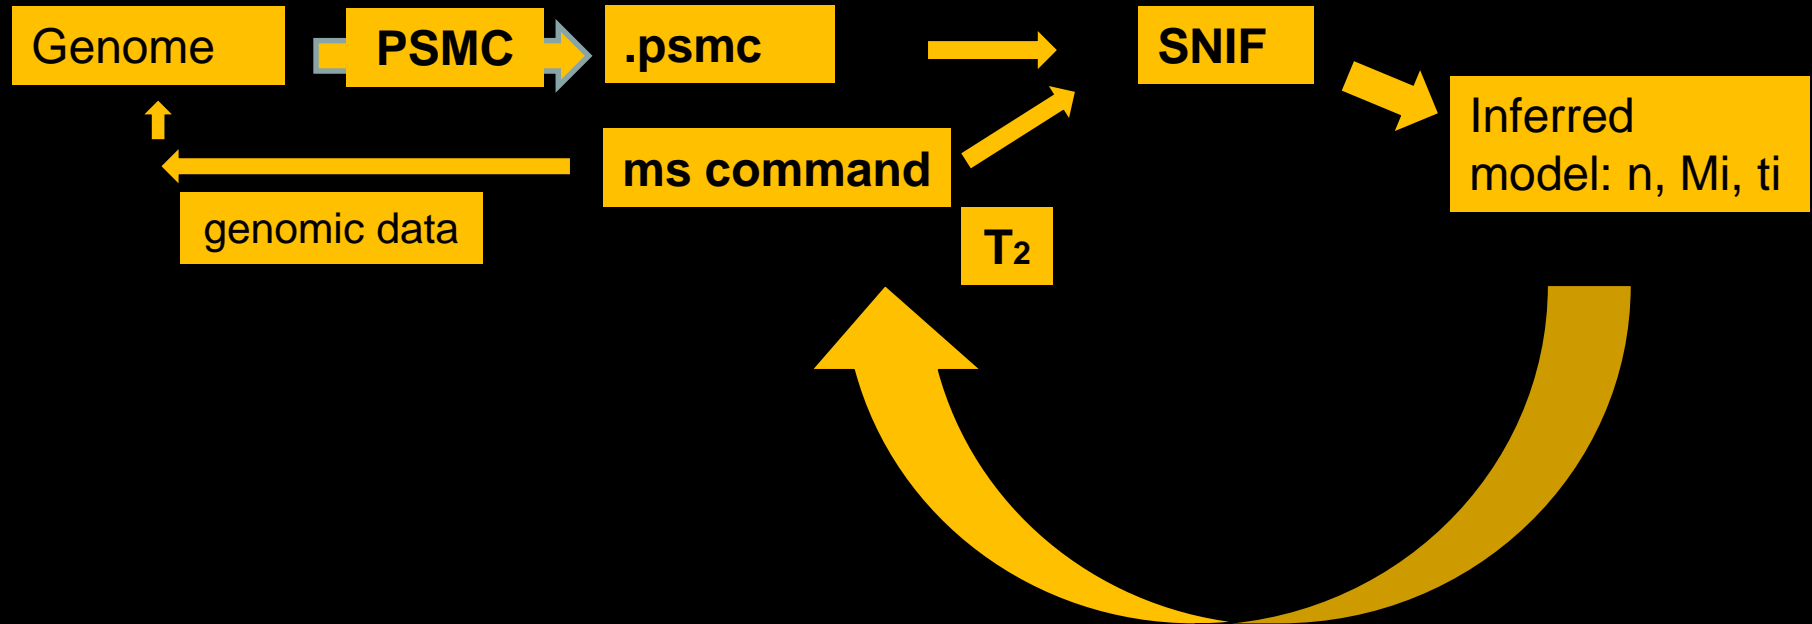 Genome
PSMC
.psmc
SNIF
Inferred
model: n, Mi, ti
ms command
genomic data
T2